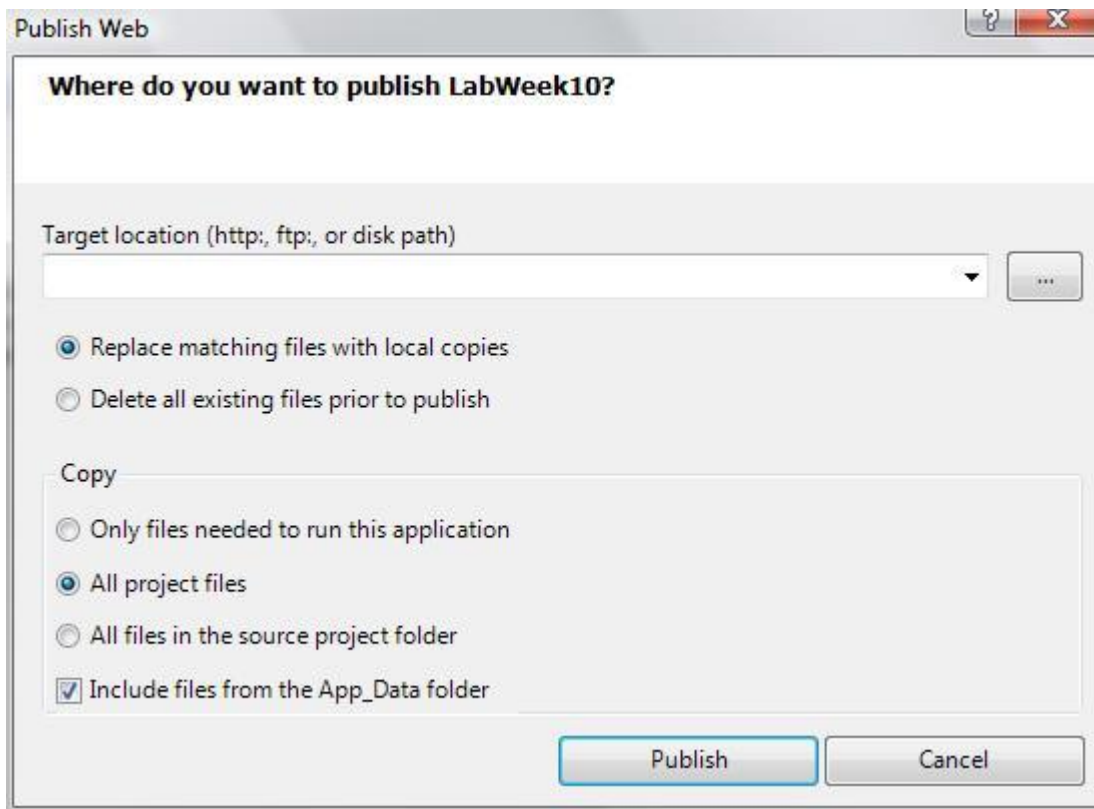 Publish Web
Where do you want to publish LabWeek10?
Target location (http:, ftp:, or disk path)
...
Replace matching files with local copies
Delete all existing files prior to publish
Copy
Only files needed to run this application
All project files
All files in the source project folder
Include files from the App_Data folder
Publish
Cancel